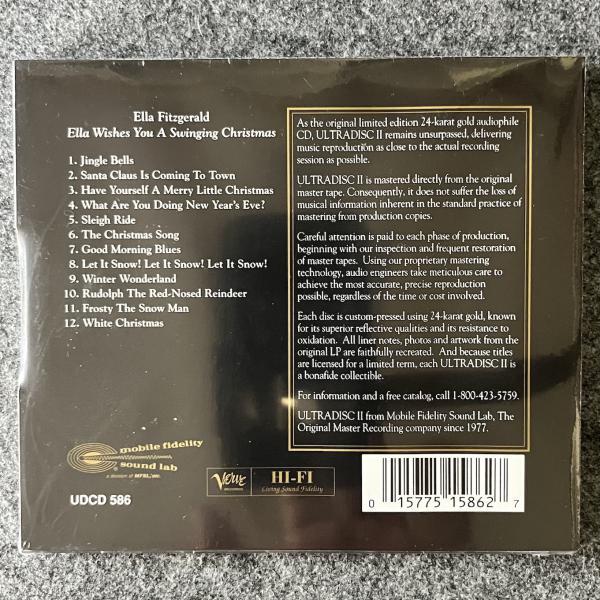 Ella Fitzgerald
Ella Wishes You A Swinging Christmas
1. Jingle Bells
2. Santa Claus Is Coming To Town
3. Have Yourself A Merry Little Christmas
4. What Are You Doing New Year's Eve?
5. Sleigh Ride
6. The Christmas Song
7. Good Morning Blues
8. Let It Snow! Let It Snow! Let It Snow!
9. Winter Wonderland
10. Rudolph The Red-Nosed Reindeer
11. Frosty The Snow Man
12. White Christmas
As the original limited edition 24-karat gold audiophile
CD, ULTRADISC II remains unsurpassed, delivering
music reproduction as close to the actual recording
session as possible.
ULTRADISC II is mastered directly from the original
master tape. Consequently, it does not suffer the loss of
musical information inherent in the standard practice of
mastering from production copies.
Careful attention is paid to each phase of production,
beginning with our inspection and frequent restoration
of master tapes. Using our proprietary mastering
technology, audio engineers take meticulous care to
achieve the most accurate, precise reproduction
possible, regardless of the time or cost involved.
Each disc is custom-pressed using 24-karat gold, known
for its superior reflective qualities and its resistance to
oxidation. All liner notes, photos and artwork from the
original LP are faithfully recreated. And because titles
are licensed for a limited term, each ULTRADISC II is
a bonafide collectible.
For information and a free catalog, call 1-800-423-5759.
ULTRADISC II from Mobile Fidelity Sound Lab, The
Original Master Recording company since 1977.
mobile fidelity
sound lab
a division of MFSL, inc.
UDCD 586
Verve
RECORDS
HI-FI
Living Sound Fidelity
0 15775 15862 7